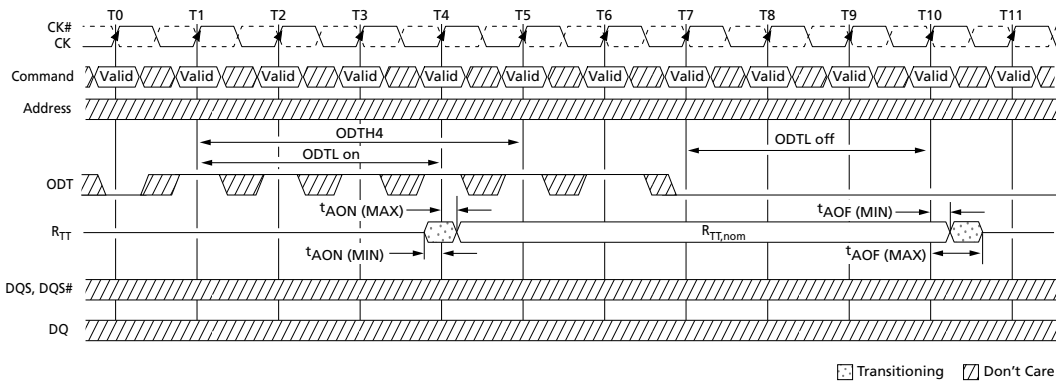 T0 T1 T2 T3 T4 T5 T6 T7 T8 T9 T10 T11
CK#
CK
Command Valid Valid Valid Valid Valid Valid Valid Valid Valid Valid Valid Valid
Address
ODTH4
ODTL on
ODTL off
ODT
tAON (MAX)
tAOF (MIN)
RTT
RTT,nom
tAON (MIN)
tAOF (MAX)
DQS, DQS#
DQ
Transitioning Don't Care